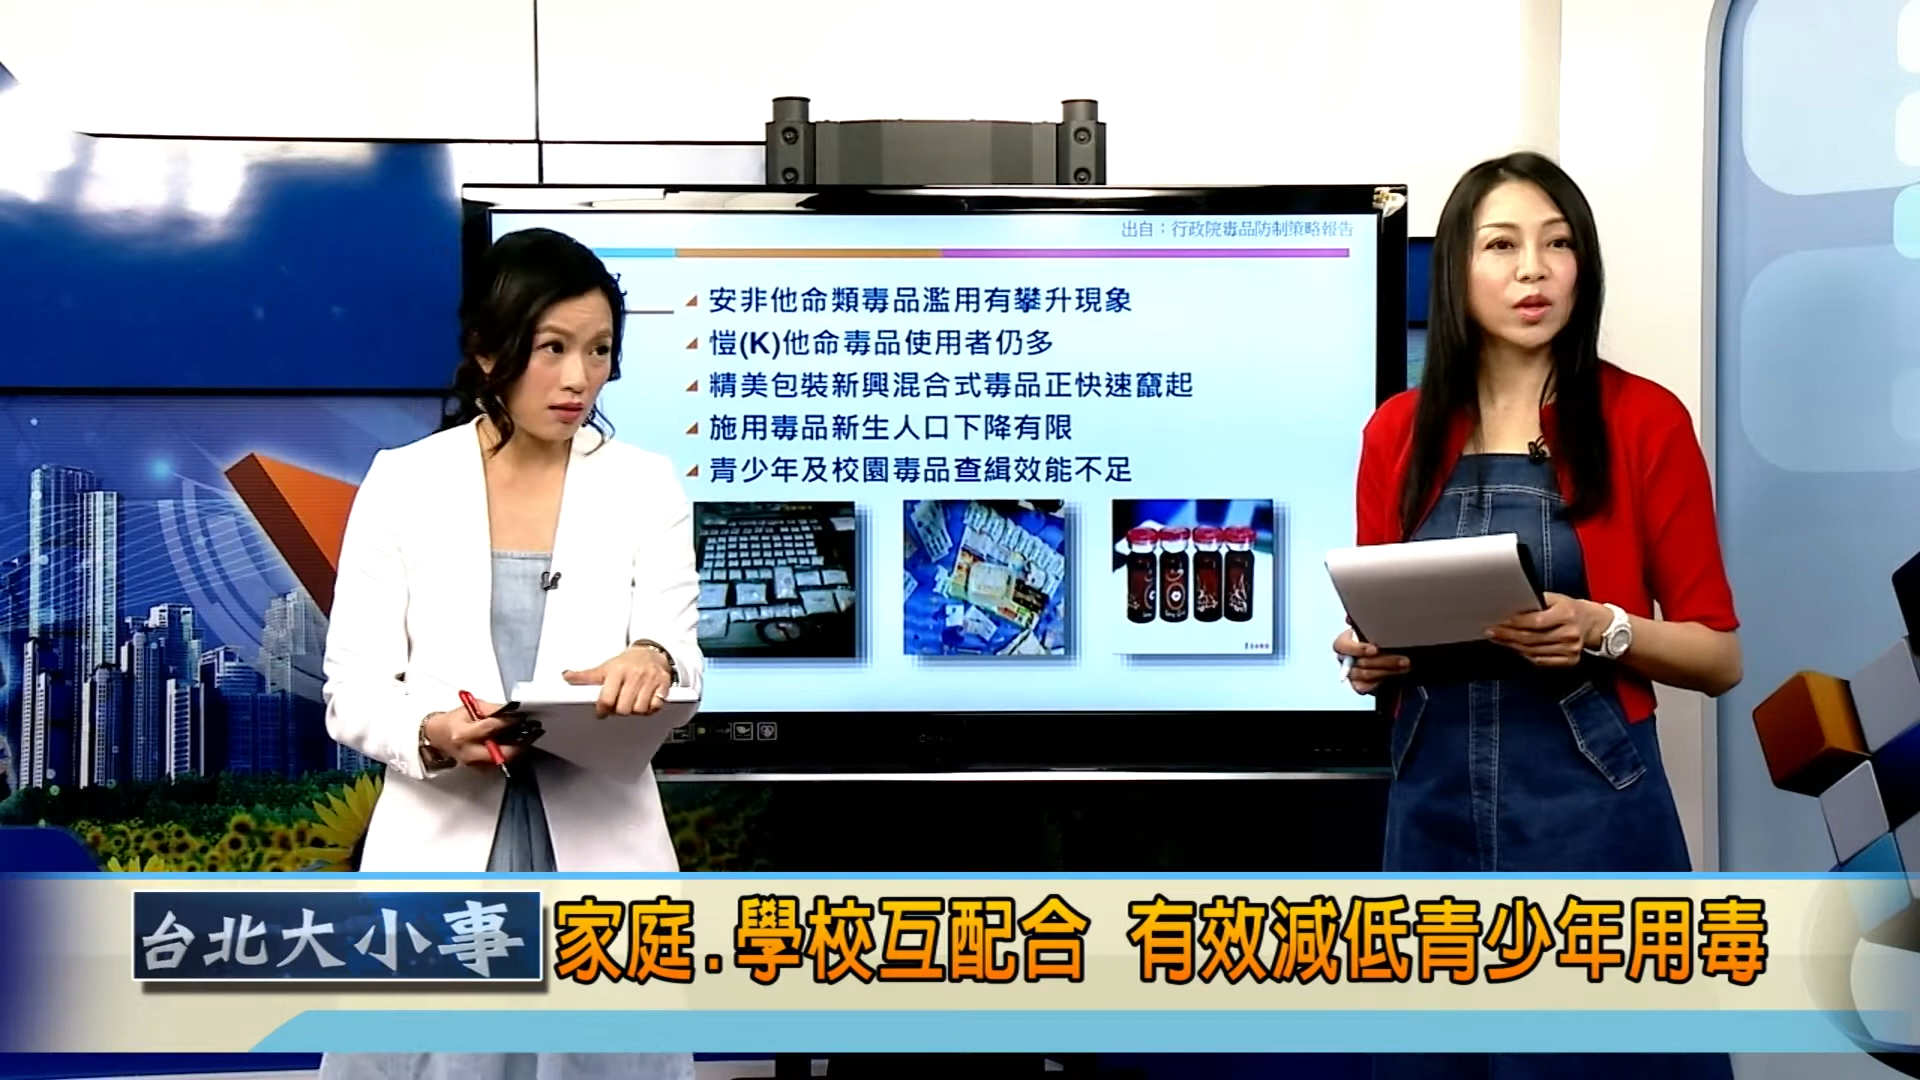 出自：行政院毒品防制策略報告
安非他命類毒品濫用有攀升現象
愷(K)他命毒品使用者仍多
精美包裝新興混合式毒品正快速竄起
施用毒品新生人口下降有限
青少年及校園毒品查緝效能不足
台北大小事
家庭.學校互配合 有效減低青少年用毒